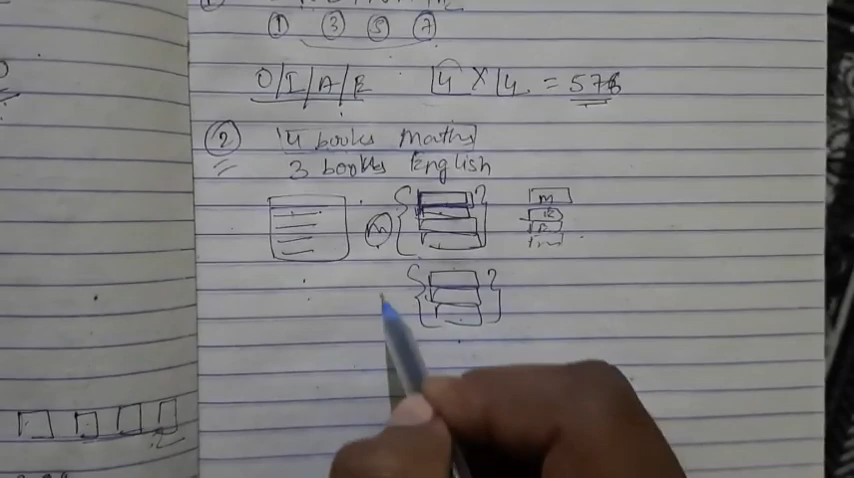 ① ③ ⑤ ⑦
O/I/A/E 4 X 4 = 576
② 4 books Maths
3 books English
M M